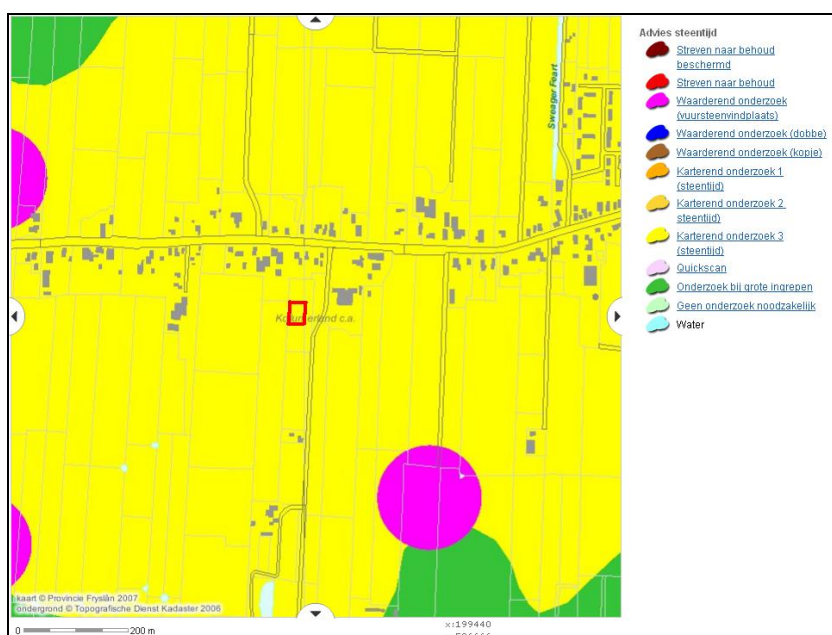 Advies steentijd
Streven naar behoud
beschermd
Streven naar behoud
Waarderend onderzoek
(vuursteenvindplaats)
Waarderend onderzoek (dobbe)
Waarderend onderzoek (kopje)
Karterend onderzoek 1
(steentijd)
Karterend onderzoek 2
steentijd)
Karterend onderzoek 3
(steentijd)
Quickscan
Onderzoek bij grote ingrepen
Geen onderzoek noodzakelijk
Water
Sweager Feart
Kollumerland c.a.
kaart © Provincie Fryslân 2007
ondergrond © Topografische Dienst Kadaster 2006
0 200 m
x:199440